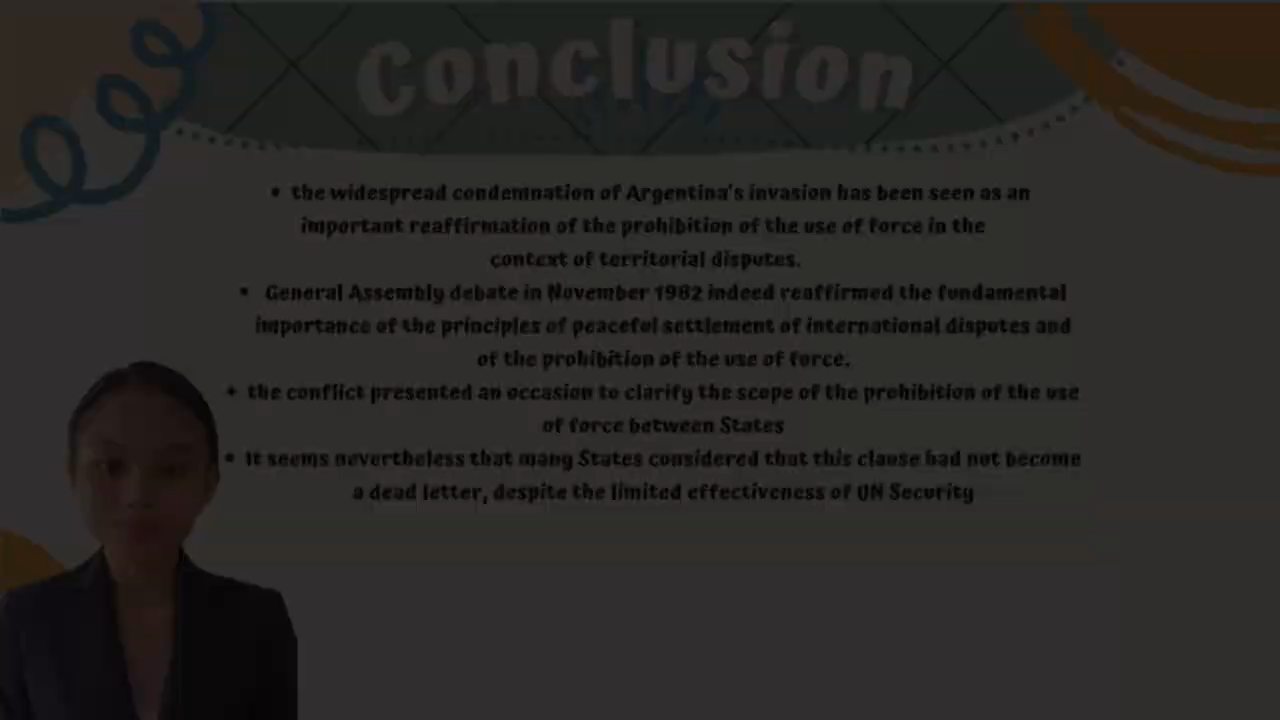 Conclusion
• the widespread condemnation of Argentina's invasion has been seen as an
important reaffirmation of the prohibition of the use of force in the
context of territorial disputes.
• General Assembly debate in November 1982 indeed reaffirmed the fundamental
importance of the principles of peaceful settlement of international disputes and
of the prohibition of the use of force.
• the conflict presented an occasion to clarify the scope of the prohibition of the use
of force between States
• It seems nevertheless that many States considered that this clause had not become
a dead letter, despite the limited effectiveness of UN Security